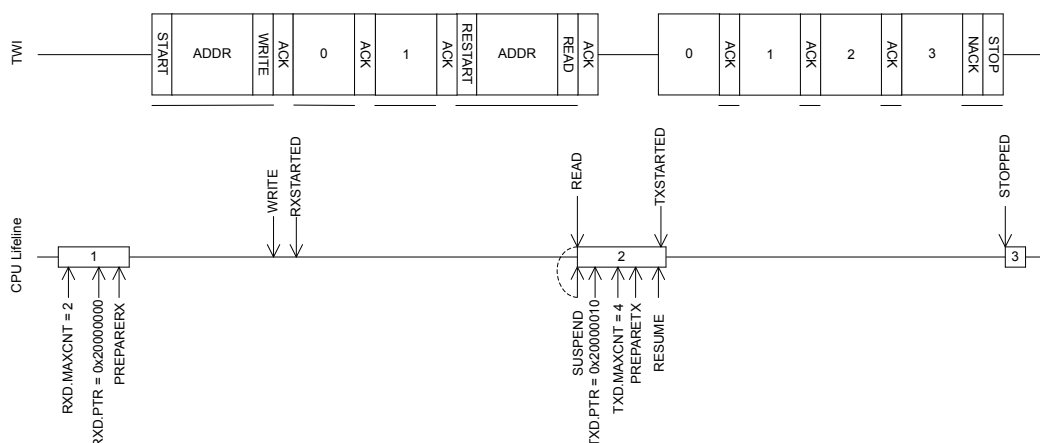 TWI
START
ADDR
WRITE
ACK
0
ACK
1
ACK
RESTART
ADDR
READ
ACK
0
ACK
1
ACK
2
ACK
3
NACK
STOP
CPU Lifeline
WRITE
RXSTARTED
READ
TXSTARTED
STOPPED
1
2
3
RXD.MAXCNT = 2
RXD.PTR = 0x20000000
PREPARERX
SUSPEND
TXD.PTR = 0x20000010
TXD.MAXCNT = 4
PREPARETX
RESUME